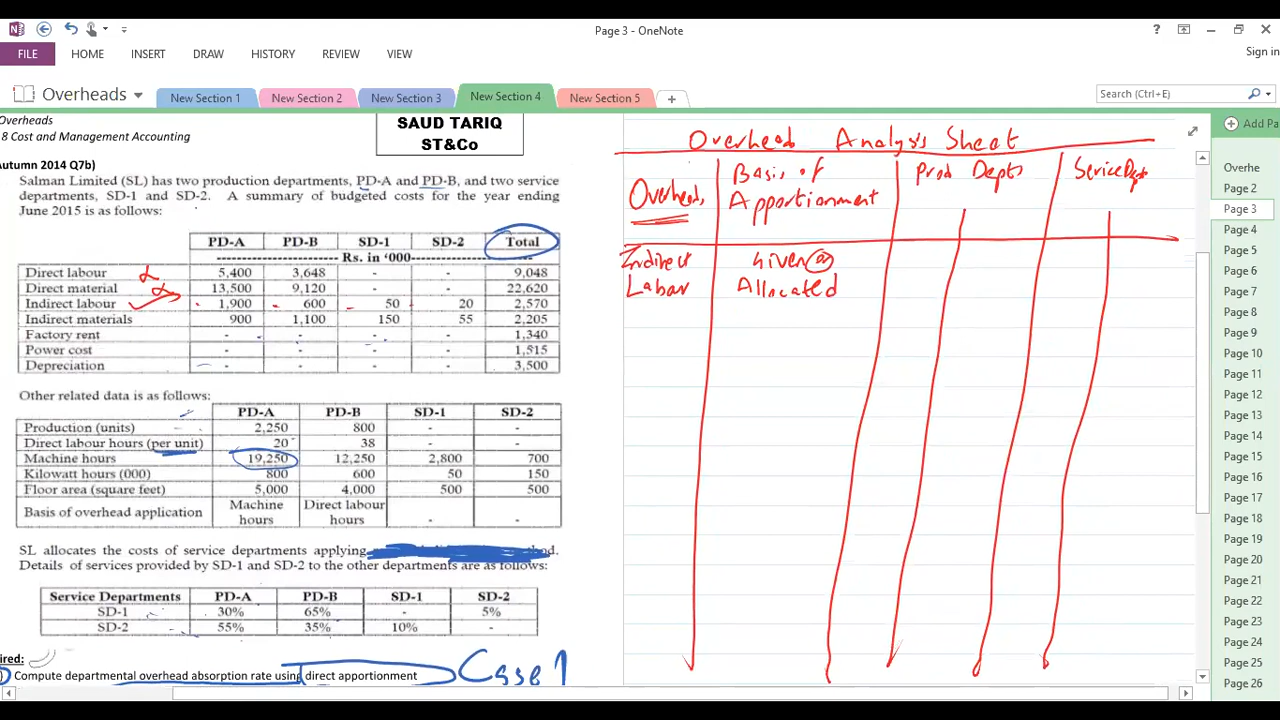 Page 3 - OneNote
Sign in
FILE HOME INSERT DRAW HISTORY REVIEW VIEW
Overheads New Section 1 New Section 2 New Section 3 New Section 4 New Section 5 Search (Ctrl+E)
Add Pa
Overheads
8 Cost and Management Accounting
SAUD TARIQ
ST&Co
Autumn 2014 Q7b)
Salman Limited (SL) has two production departments, PD-A and PD-B, and two service
departments, SD-1 and SD-2. A summary of budgeted costs for the year ending
June 2015 is as follows:
PD-A PD-B SD-1 SD-2 Total
Rs. in '000
Direct labour 5,400 3,648 - - 9,048
Direct material 13,500 9,120 - - 22,620
Indirect labour 1,900 600 50 20 2,570
Indirect materials 900 1,100 150 55 2,205
Factory rent - - - - 1,340
Power cost - - - - 1,515
Depreciation - - - - 3,500
Other related data is as follows:
PD-A PD-B SD-1 SD-2
Production (units) 2,250 800 - -
Direct labour hours (per unit) 20 38 - -
Machine hours 19,250 12,250 2,800 700
Kilowatt hours (000) 800 600 50 150
Floor area (square feet) 5,000 4,000 500 500
Basis of overhead application Machine hours Direct labour hours - -
SL allocates the costs of service departments applying
Details of services provided by SD-1 and SD-2 to the other departments are as follows:
Service Departments PD-A PD-B SD-1 SD-2
SD-1 30% 65% - 5%
SD-2 55% 35% 10% -
ired:
Compute departmental overhead absorption rate using direct apportionment
Case 1
Overhead Analysis Sheet
Overheads Basis of Apportionment Prod Depts Service Depts
Indirect Labor Given @ Allocated
Overhe
Page 2
Page 3
Page 4
Page 5
Page 6
Page 7
Page 8
Page 9
Page 10
Page 11
Page 12
Page 13
Page 14
Page 15
Page 16
Page 17
Page 18
Page 19
Page 20
Page 21
Page 22
Page 23
Page 24
Page 25
Page 26